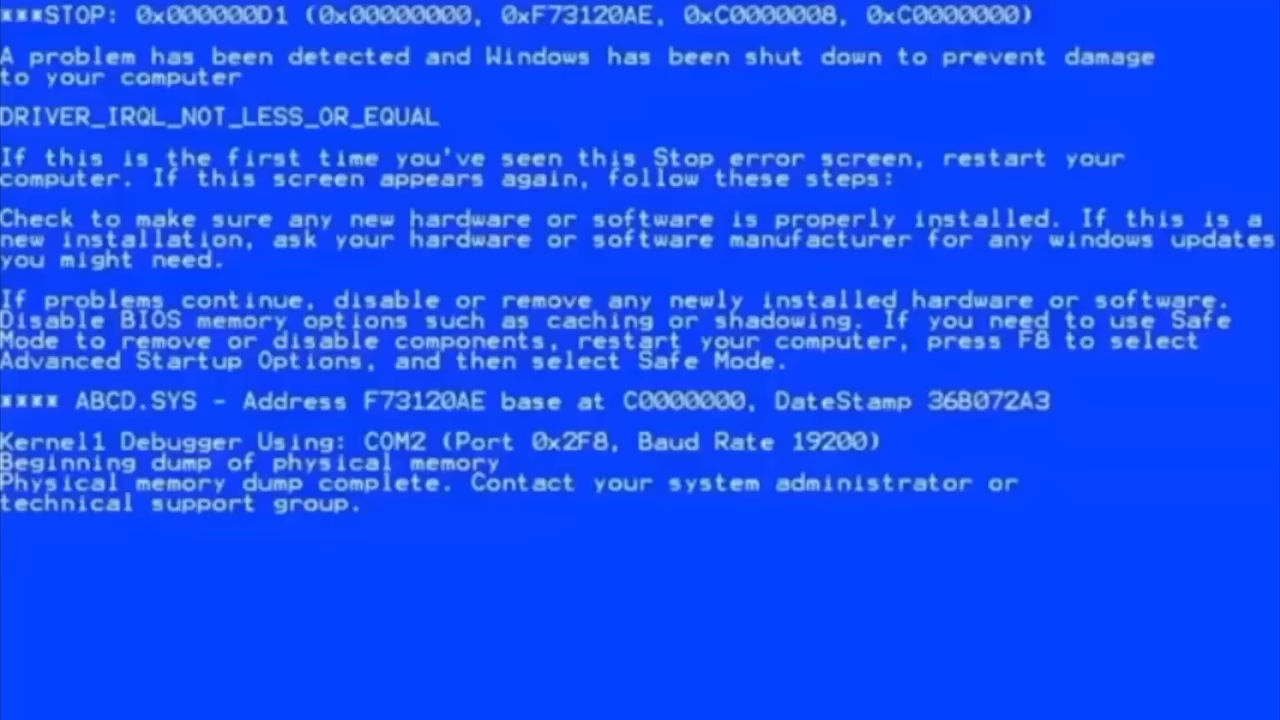 ***STOP: 0x000000D1 (0x00000000, 0xF73120AE, 0xC0000008, 0xC0000000)
A problem has been detected and Windows has been shut down to prevent damage
to your computer
DRIVER_IRQL_NOT_LESS_OR_EQUAL
If this is the first time you've seen this Stop error screen, restart your
computer. If this screen appears again, follow these steps:
Check to make sure any new hardware or software is properly installed. If this is a
new installation, ask your hardware or software manufacturer for any windows updates
you might need.
If problems continue, disable or remove any newly installed hardware or software.
Disable BIOS memory options such as caching or shadowing. If you need to use Safe
Mode to remove or disable components, restart your computer, press F8 to select
Advanced Startup Options, and then select Safe Mode.
**** ABCD.SYS - Address F73120AE base at C0000000, DateStamp 36B072A3
Kernel1 Debugger Using: COM2 (Port 0x2F8, Baud Rate 19200)
Beginning dump of physical memory
Physical memory dump complete. Contact your system administrator or
technical support group.